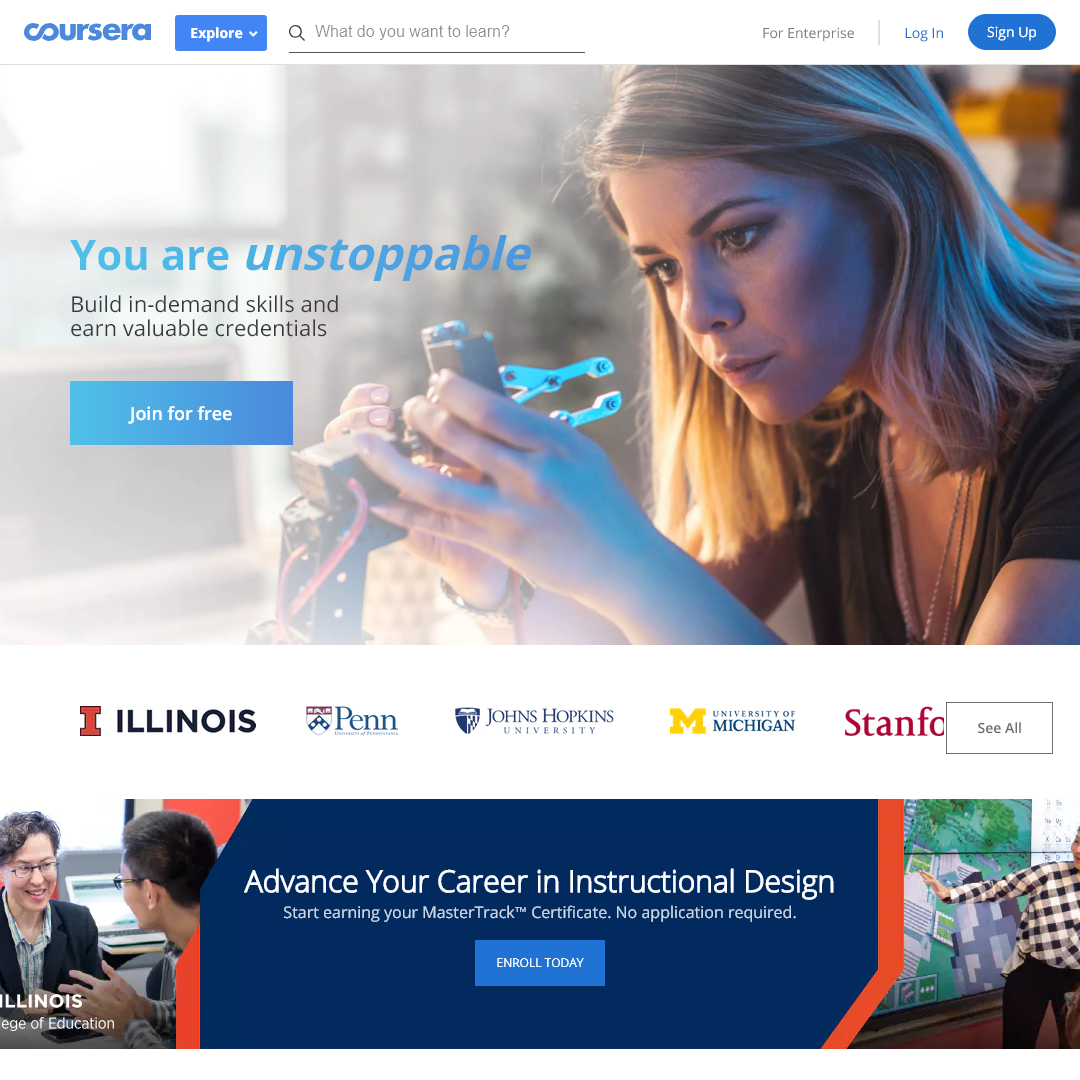 coursera
Explore
What do you want to learn?
For Enterprise
Log In
Sign Up
You are unstoppable
Build in-demand skills and
earn valuable credentials
Join for free
I ILLINOIS
Penn
UNIVERSITY of PENNSYLVANIA
JOHNS HOPKINS
UNIVERSITY
M UNIVERSITY OF
MICHIGAN
Stanfo
See All
Advance Your Career in Instructional Design
Start earning your MasterTrack™ Certificate. No application required.
ENROLL TODAY
ILLINOIS
ege of Education